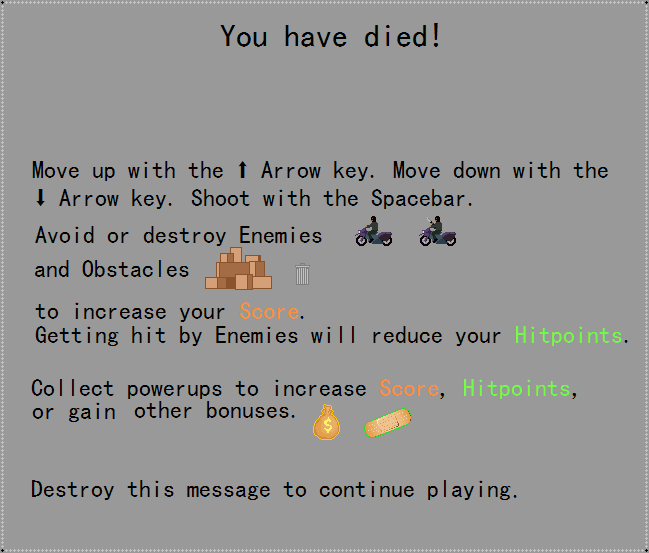 You have died!
Move up with the ⬆ Arrow key. Move down with the
⬇ Arrow key. Shoot with the Spacebar.
Avoid or destroy Enemies
and Obstacles
to increase your Score.
Getting hit by Enemies will reduce your Hitpoints.
Collect powerups to increase Score, Hitpoints,
or gain other bonuses.
$
Destroy this message to continue playing.